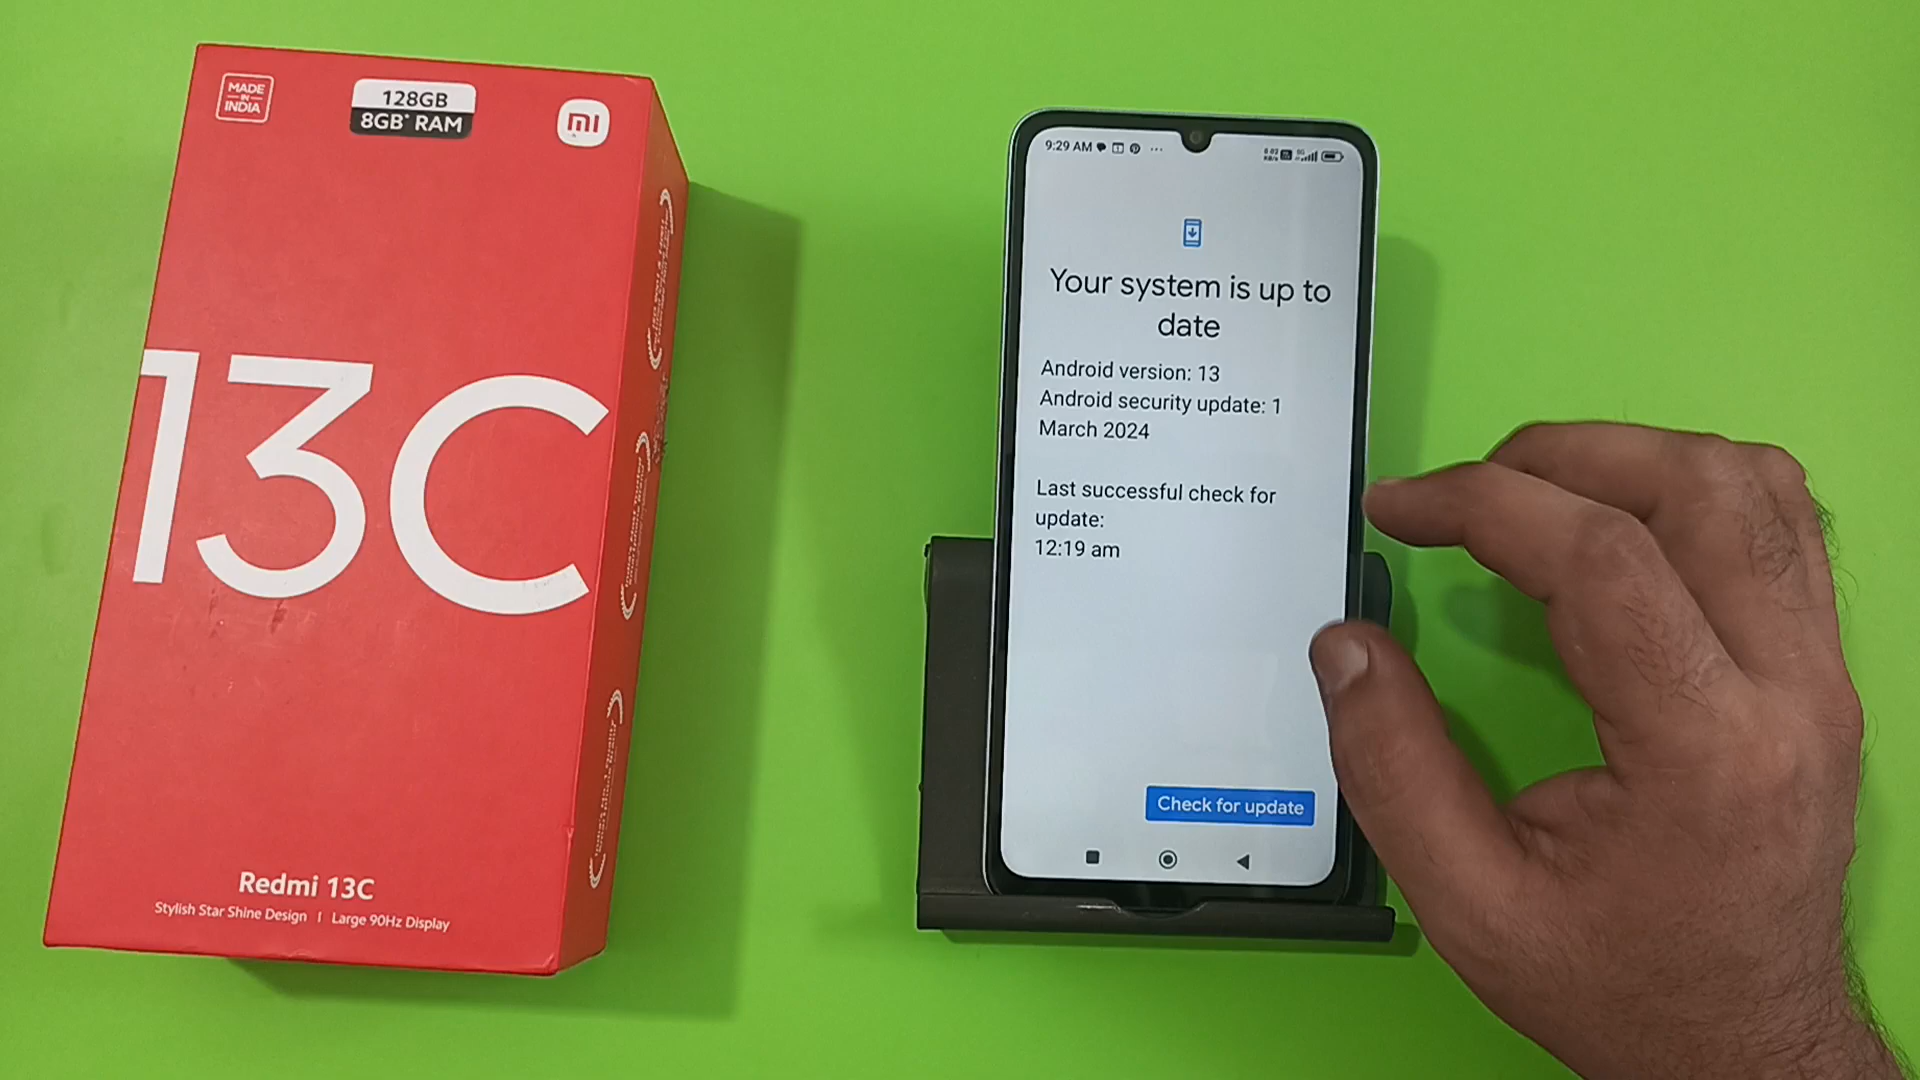 MADE
IN
INDIA
128GB
8GB* RAM
mi
13C
Redmi 13C
Stylish Star Shine Design | Large 90Hz Display
9:29 AM
Your system is up to
date
Android version: 13
Android security update: 1
March 2024
Last successful check for
update:
12:19 am
Check for update